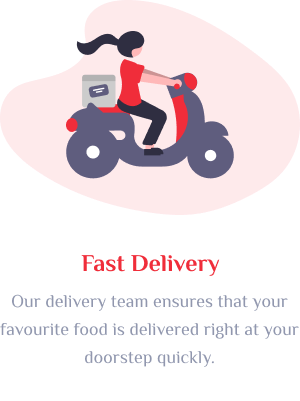 Fast Delivery
Our delivery team ensures that your
favourite food is delivered right at your
doorstep quickly.